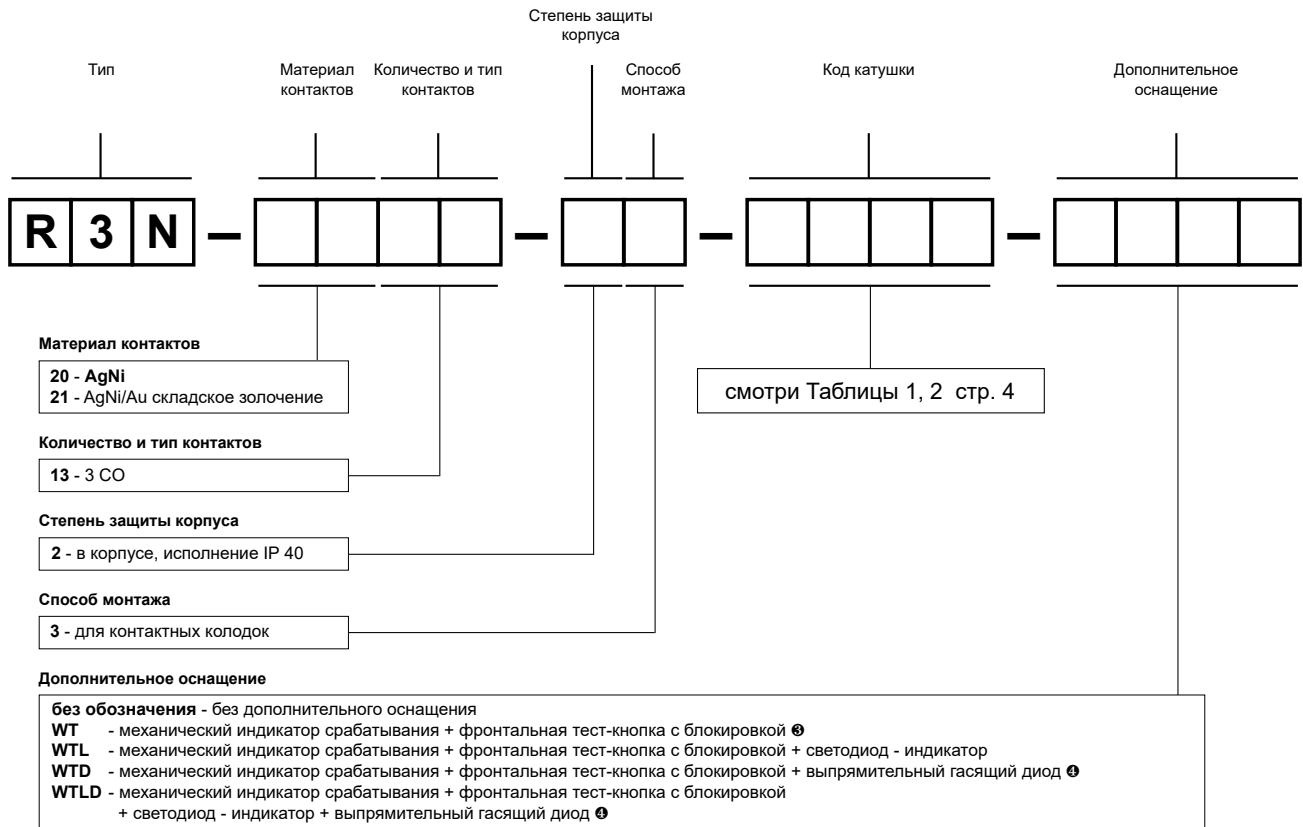 Степень защиты
корпуса
Тип
Материал
контактов
Количество и тип
контактов
Способ
монтажа
Код катушки
Дополнительное
оснащение
R 3 N – – – –
Материал контактов
20 - AgNi
21 - AgNi/Au складское золочение
смотри Таблицы 1, 2 стр. 4
Количество и тип контактов
13 - 3 CO
Степень защиты корпуса
2 - в корпусе, исполнение IP 40
Способ монтажа
3 - для контактных колодок
Дополнительное оснащение
без обозначения - без дополнительного оснащения
WT - механический индикатор срабатывания + фронтальная тест-кнопка с блокировкой ❸
WTL - механический индикатор срабатывания + фронтальная тест-кнопка с блокировкой + светодиод - индикатор
WTD - механический индикатор срабатывания + фронтальная тест-кнопка с блокировкой + выпрямительный гасящий диод ❹
WTLD - механический индикатор срабатывания + фронтальная тест-кнопка с блокировкой
+ светодиод - индикатор + выпрямительный гасящий диод ❹